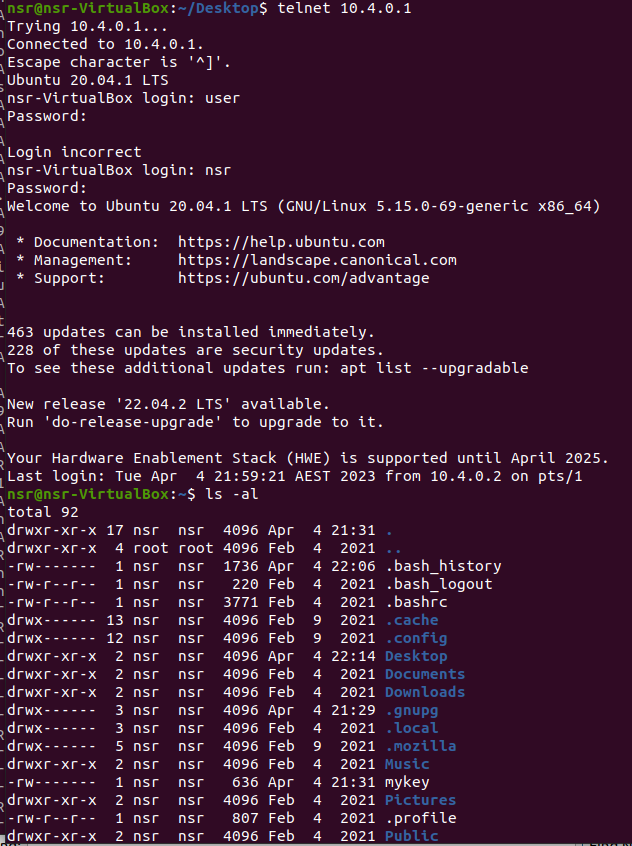 nsr@nsr-VirtualBox:~/Desktop$ telnet 10.4.0.1
Trying 10.4.0.1...
Connected to 10.4.0.1.
Escape character is '^]'.
Ubuntu 20.04.1 LTS
nsr-VirtualBox login: user
Password:
Login incorrect
nsr-VirtualBox login: nsr
Password:
Welcome to Ubuntu 20.04.1 LTS (GNU/Linux 5.15.0-69-generic x86_64)
* Documentation:  https://help.ubuntu.com
* Management:     https://landscape.canonical.com
* Support:        https://ubuntu.com/advantage
463 updates can be installed immediately.
228 of these updates are security updates.
To see these additional updates run: apt list --upgradable
New release '22.04.2 LTS' available.
Run 'do-release-upgrade' to upgrade to it.
Your Hardware Enablement Stack (HWE) is supported until April 2025.
Last login: Tue Apr  4 21:59:21 AEST 2023 from 10.4.0.2 on pts/1
nsr@nsr-VirtualBox:~$ ls -al
total 92
drwxr-xr-x 17 nsr  nsr  4096 Apr  4 21:31 .
drwxr-xr-x  4 root root 4096 Feb  4  2021 ..
-rw-------  1 nsr  nsr  1736 Apr  4 22:06 .bash_history
-rw-r--r--  1 nsr  nsr   220 Feb  4  2021 .bash_logout
-rw-r--r--  1 nsr  nsr  3771 Feb  4  2021 .bashrc
drwx------ 13 nsr  nsr  4096 Feb  9  2021 .cache
drwx------ 12 nsr  nsr  4096 Feb  9  2021 .config
drwxr-xr-x  2 nsr  nsr  4096 Apr  4 22:14 Desktop
drwxr-xr-x  2 nsr  nsr  4096 Feb  4  2021 Documents
drwxr-xr-x  2 nsr  nsr  4096 Feb  4  2021 Downloads
drwx------  3 nsr  nsr  4096 Apr  4 21:29 .gnupg
drwx------  3 nsr  nsr  4096 Feb  4  2021 .local
drwx------  5 nsr  nsr  4096 Feb  9  2021 .mozilla
drwxr-xr-x  2 nsr  nsr  4096 Feb  4  2021 Music
-rw-------  1 nsr  nsr   636 Apr  4 21:31 mykey
drwxr-xr-x  2 nsr  nsr  4096 Feb  4  2021 Pictures
-rw-r--r--  1 nsr  nsr   807 Feb  4  2021 .profile
drwxr-xr-x  2 nsr  nsr  4096 Feb  4  2021 Public